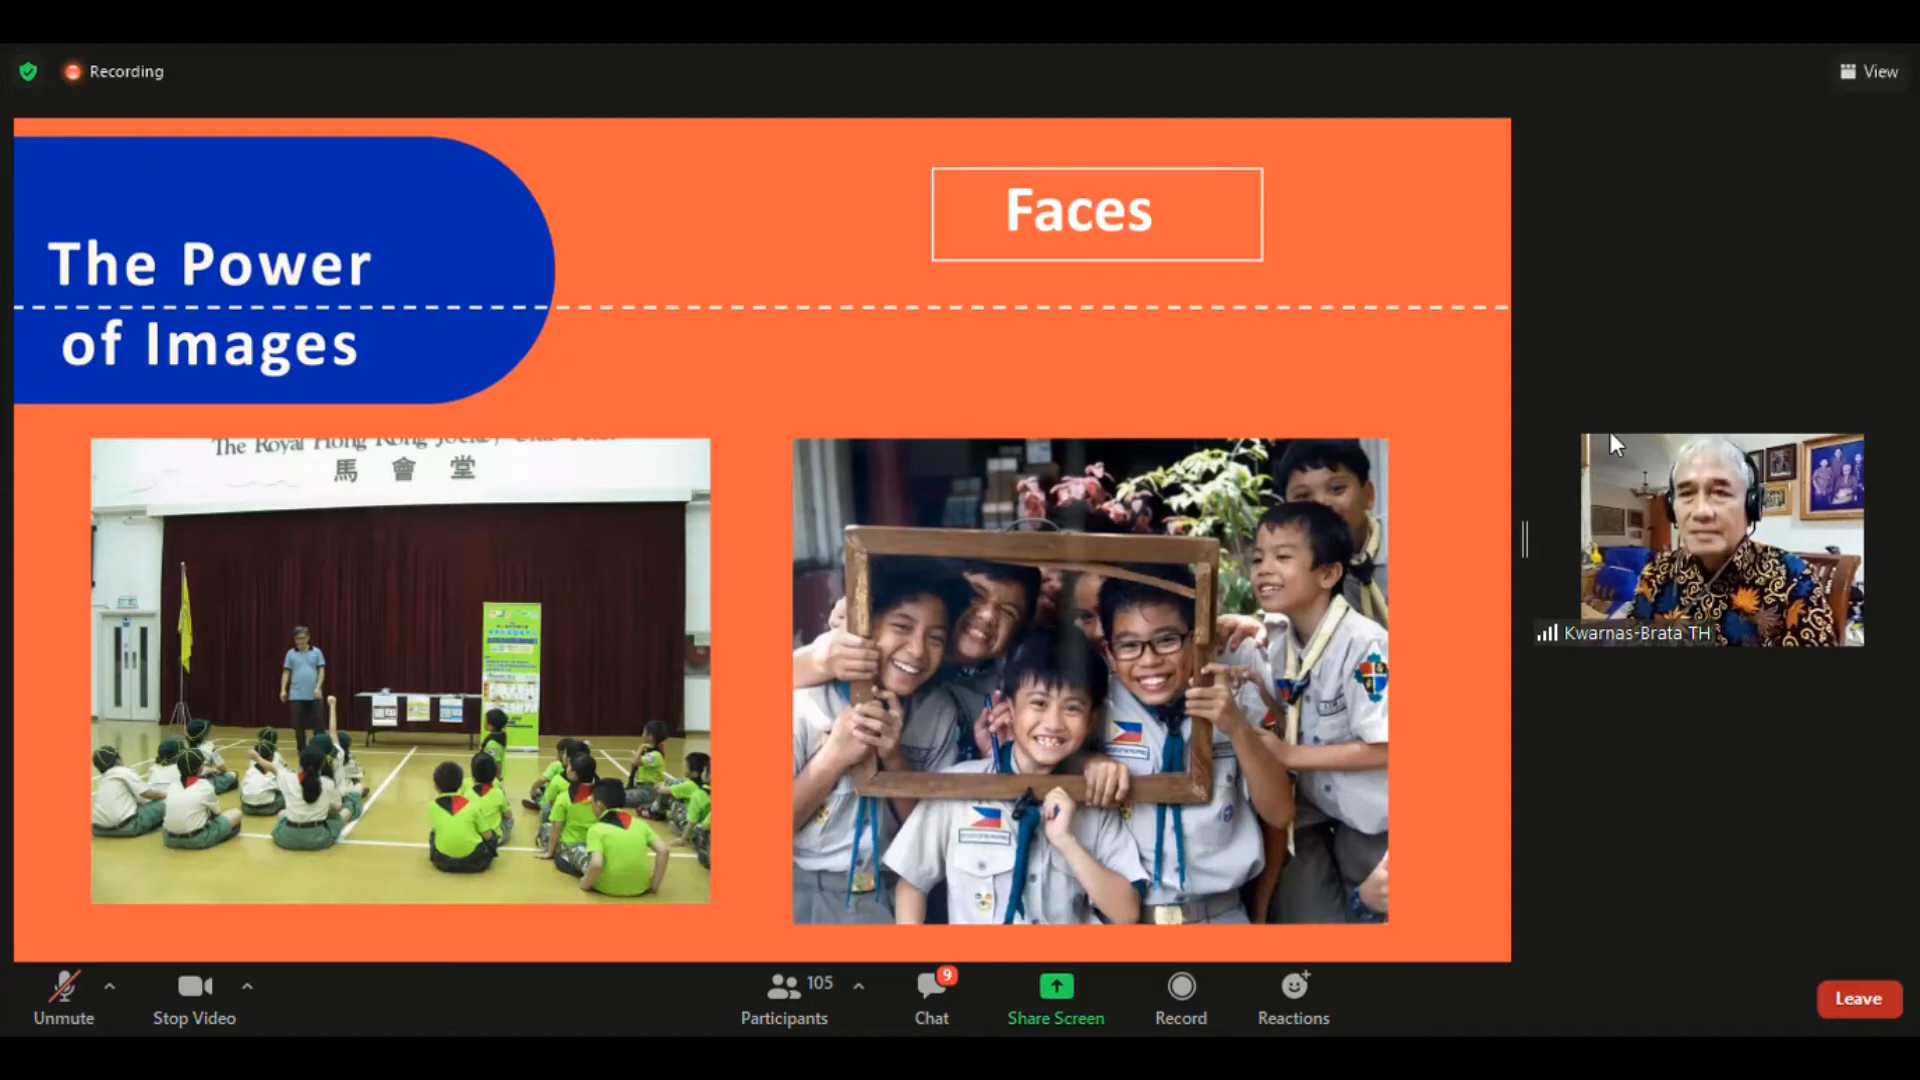 Recording
View
The Power
of Images
Faces
The Royal Hong Kong Jockey Club
馬 會 堂
Kwarnas-Brata TH
Unmute
Stop Video
105
Participants
9
Chat
Share Screen
Record
Reactions
Leave